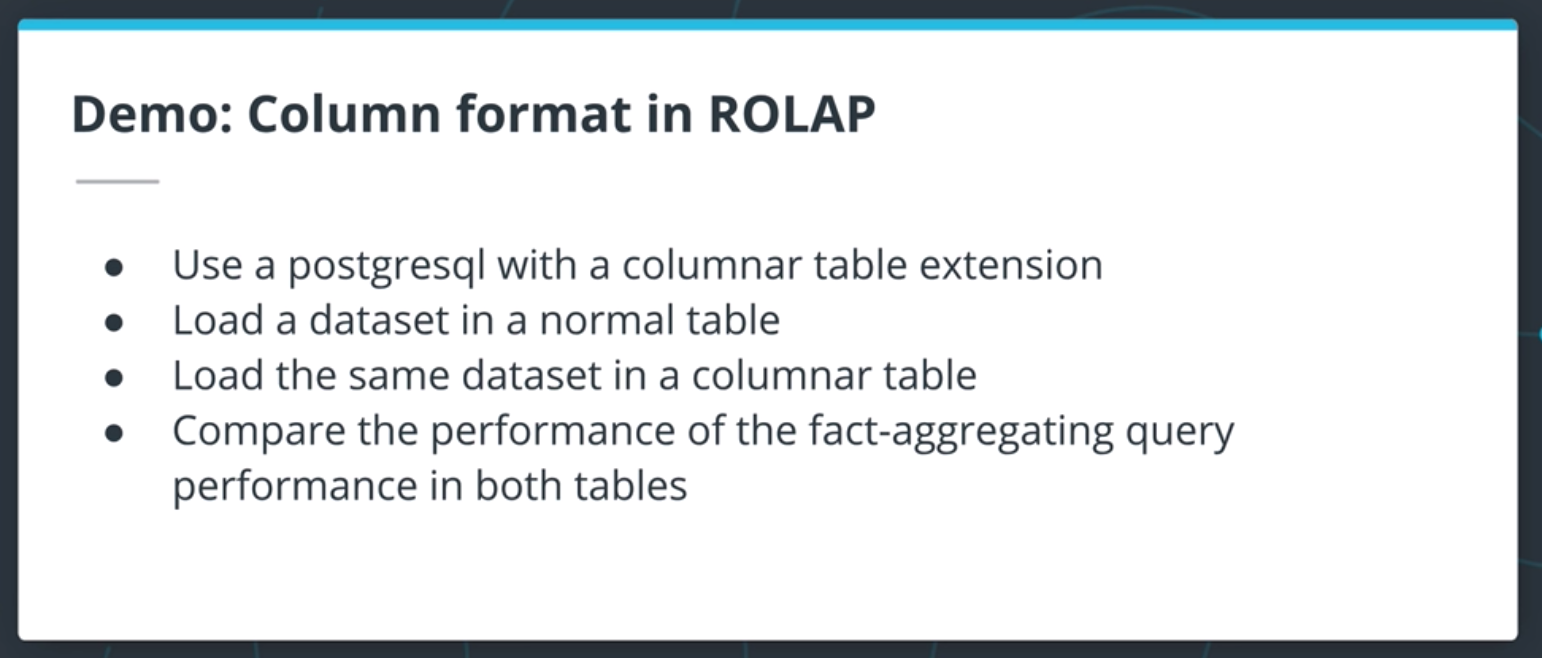 Demo: Column format in ROLAP
● Use a postgresql with a columnar table extension
● Load a dataset in a normal table
● Load the same dataset in a columnar table
● Compare the performance of the fact-aggregating query
performance in both tables